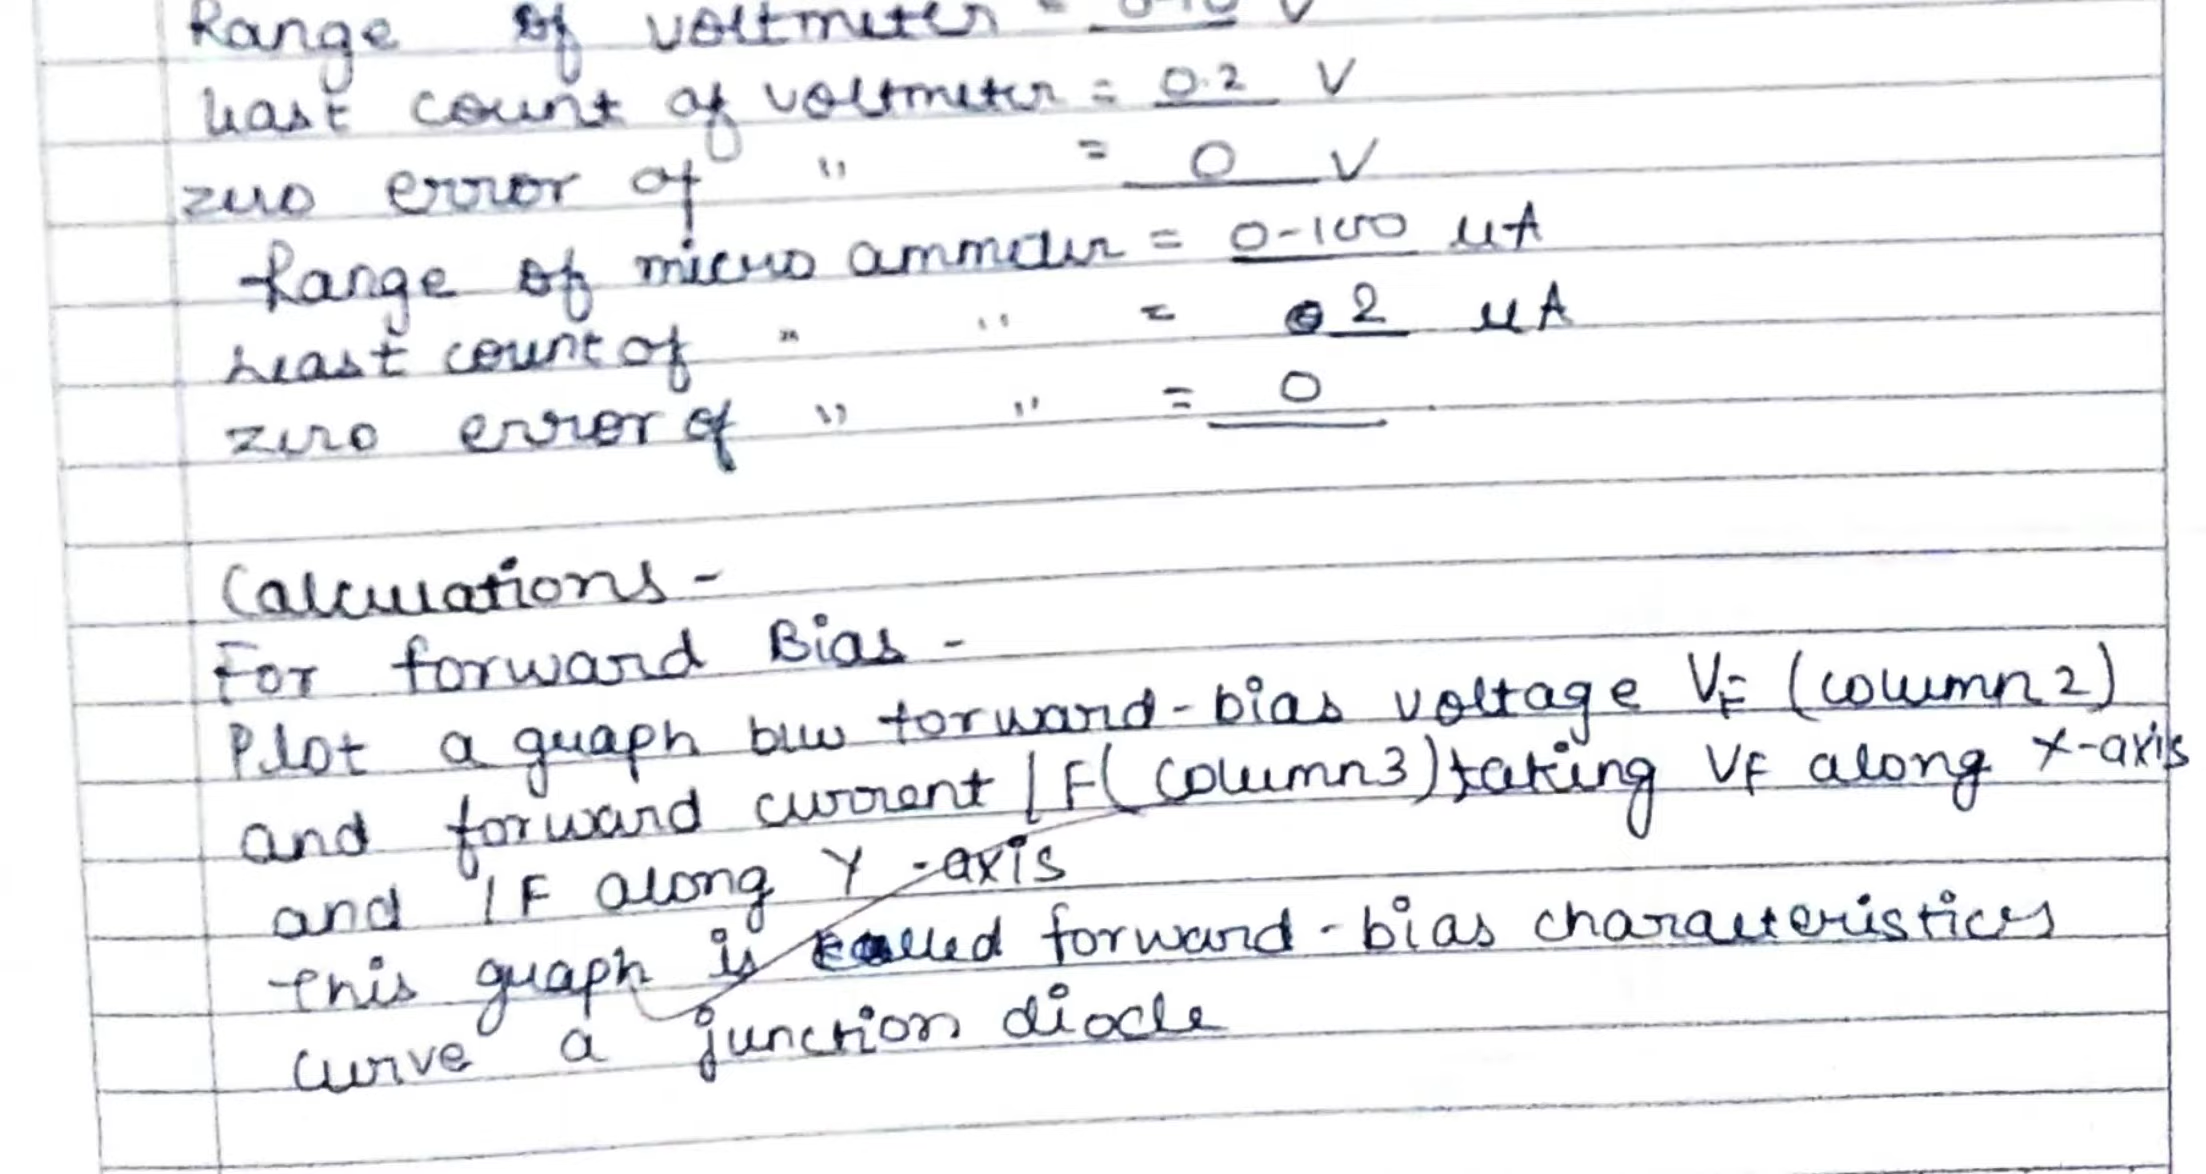 Range of voltmeter = V
Least count of voltmeter = 0.2 V
zero error of " = 0 V
Range of micro ammeter = 0-100 μA
Least count of " " = 2 μA
zero error of " " = 0
Calculations -
For forward Bias -
Plot a graph b/w forward-bias voltage VF (column 2)
and forward current IF (column 3) taking VF along X-axis
and IF along Y-axis
This graph is called forward-bias characteristics
curve a junction diode